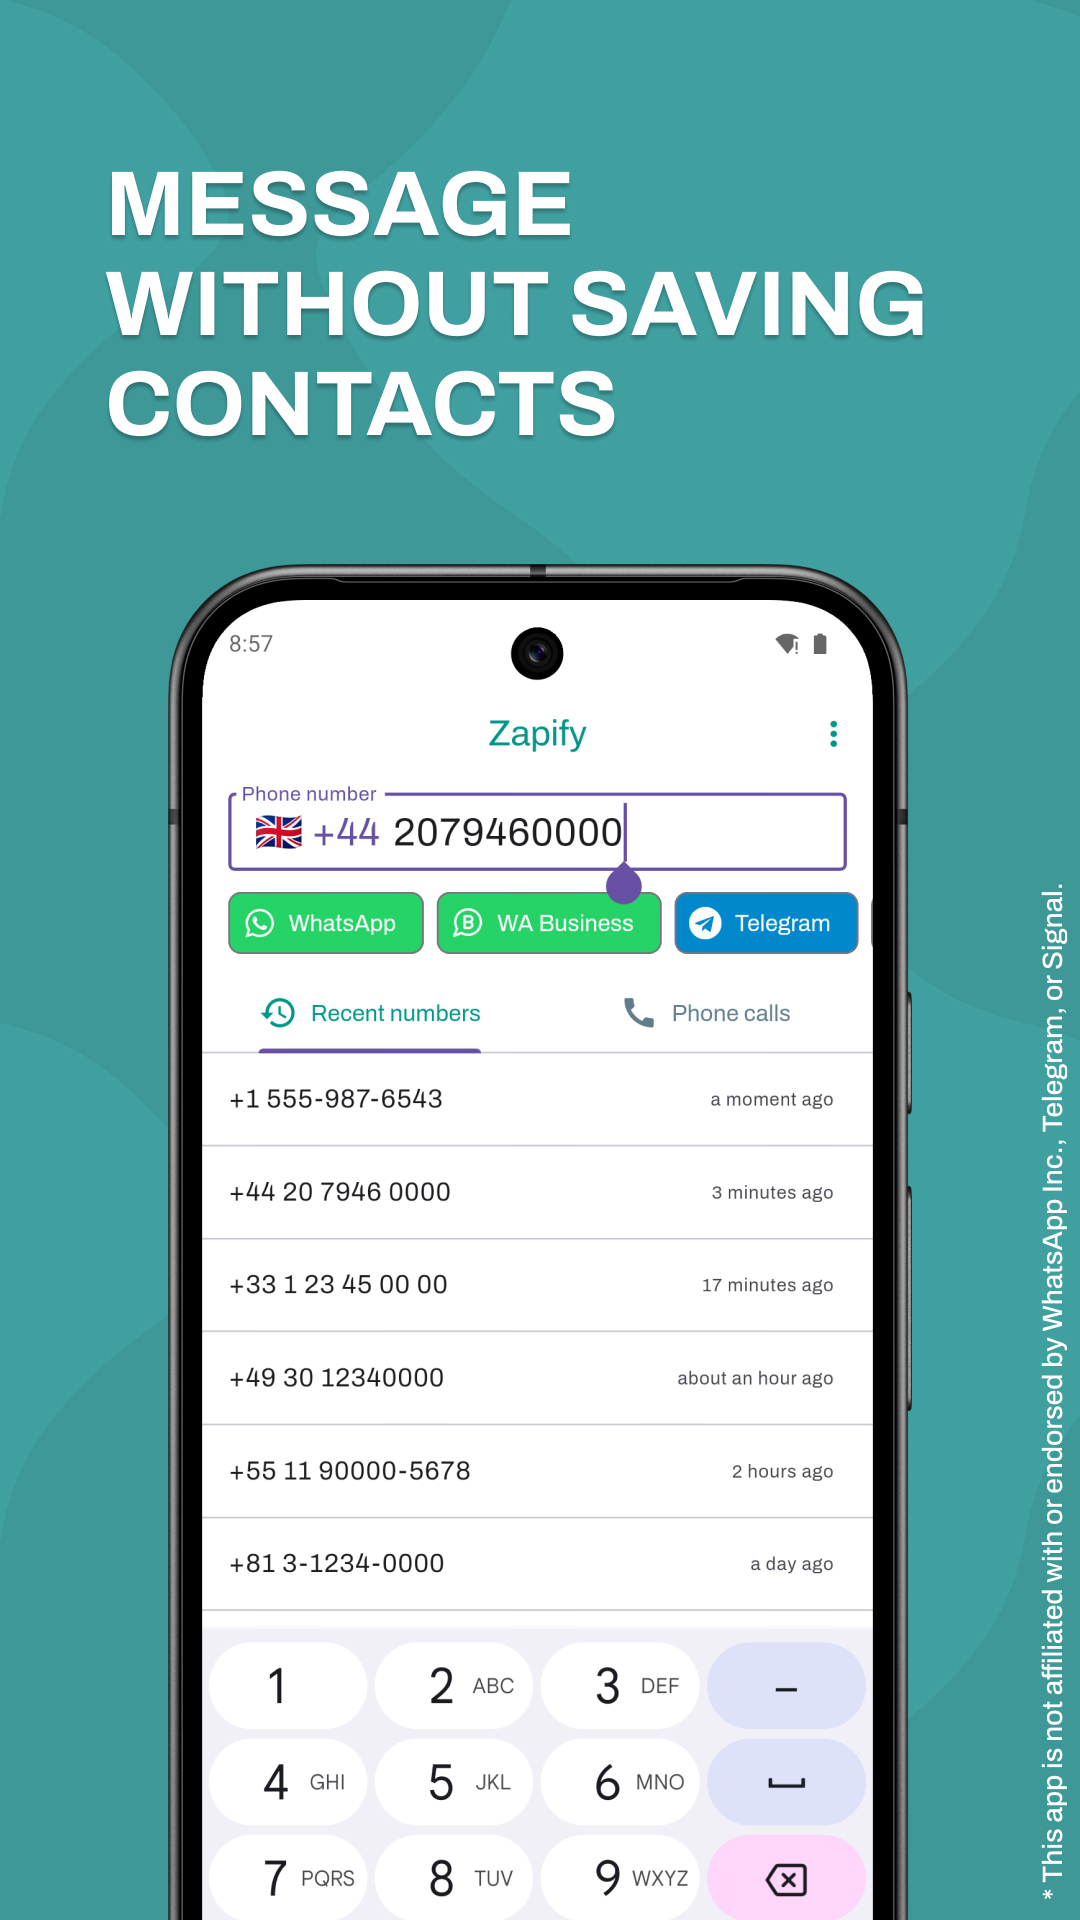 MESSAGE
WITHOUT SAVING
CONTACTS
8:57
Zapify
Phone number
+44 2079460000
WhatsApp
WA Business
Telegram
Recent numbers
Phone calls
+1 555-987-6543
a moment ago
+44 20 7946 0000
3 minutes ago
+33 1 23 45 00 00
17 minutes ago
+49 30 12340000
about an hour ago
+55 11 90000-5678
2 hours ago
+81 3-1234-0000
a day ago
1
2 ABC
3 DEF
–
4 GHI
5 JKL
6 MNO
7 PQRS
8 TUV
9 WXYZ
* This app is not affiliated with or endorsed by WhatsApp Inc., Telegram, or Signal.